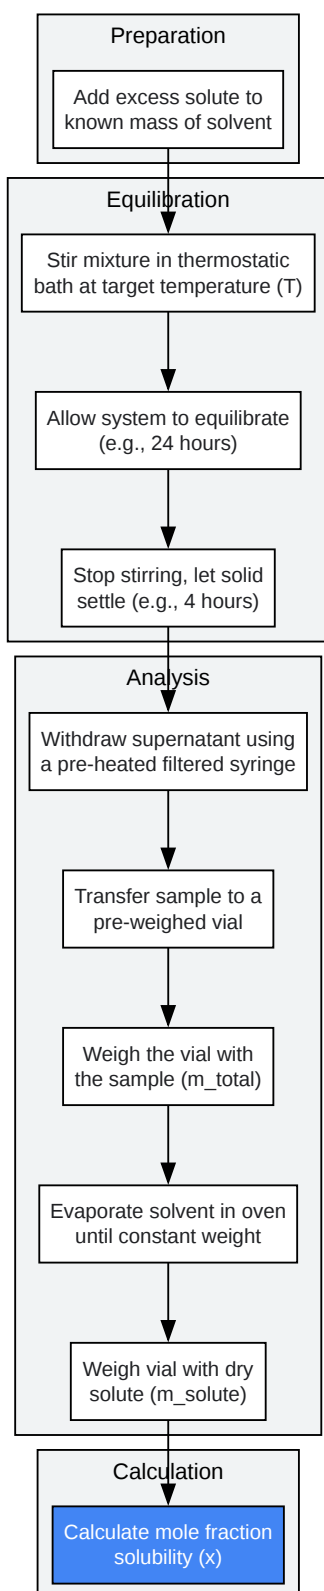 Preparation
Add excess solute to
known mass of solvent
Equilibration
Stir mixture in thermostatic
bath at target temperature (T)
Allow system to equilibrate
(e.g., 24 hours)
Stop stirring, let solid
settle (e.g., 4 hours)
Analysis
Withdraw supernatant using
a pre-heated filtered syringe
Transfer sample to a
pre-weighed vial
Weigh the vial with
the sample (m_total)
Evaporate solvent in oven
until constant weight
Weigh vial with dry
solute (m_solute)
Calculation
Calculate mole fraction
solubility (x)